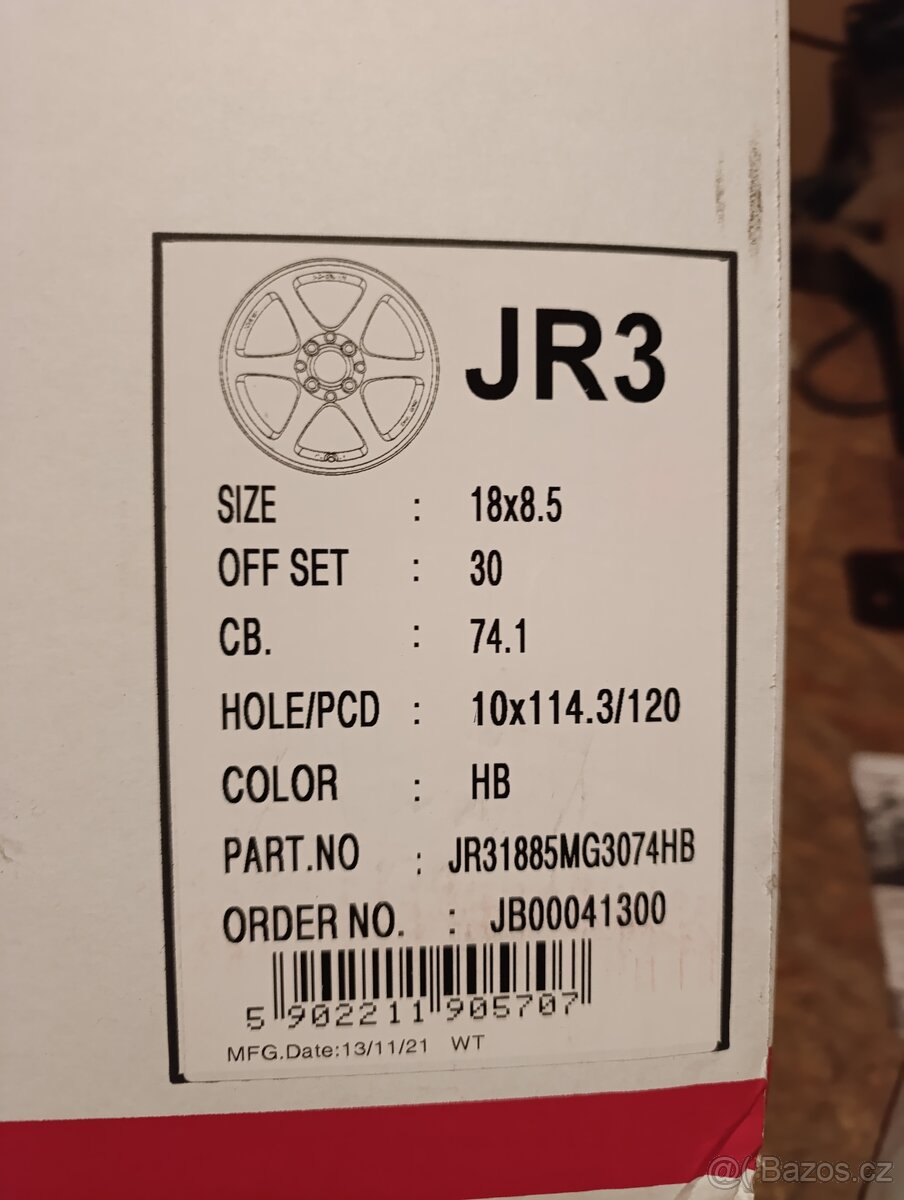 JR3
SIZE : 18x8.5
OFF SET : 30
CB. : 74.1
HOLE/PCD : 10x114.3/120
COLOR : HB
PART.NO : JR31885MG3074HB
ORDER NO. : JB00041300
5 902211 905707
MFG.Date:13/11/21 WT
@Bazos.cz